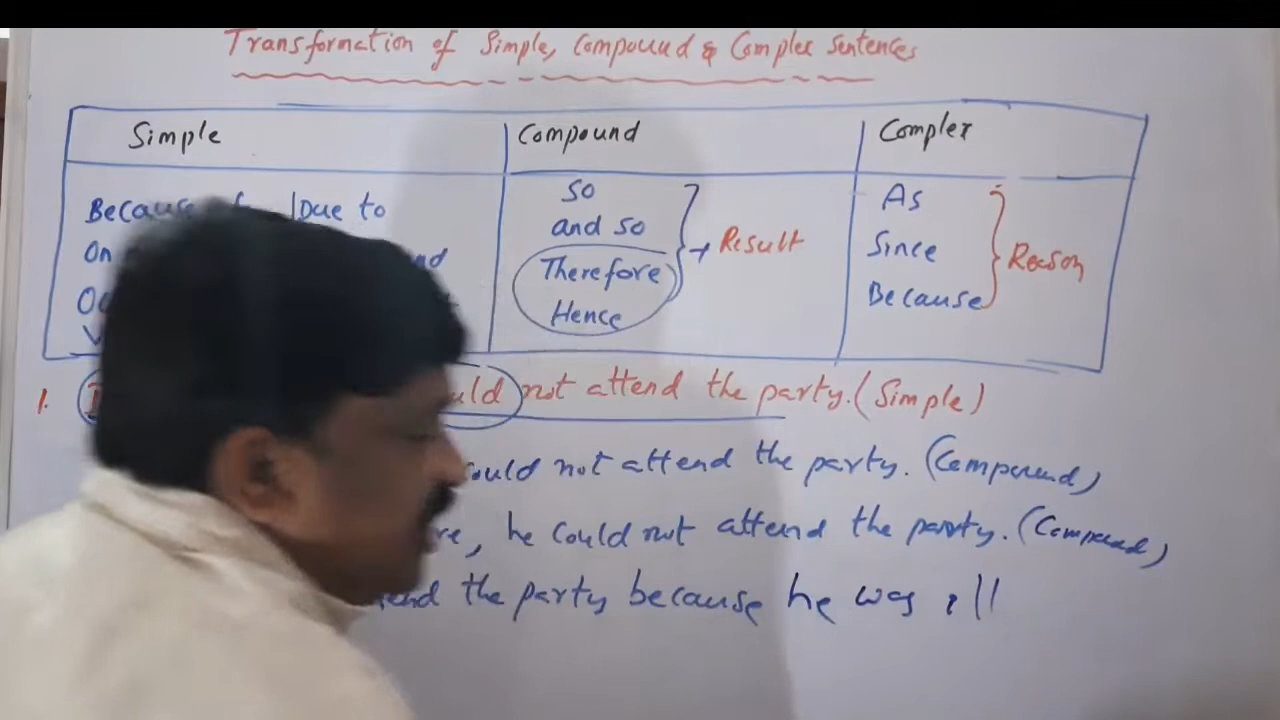 Transformation of Simple, Compound & Complex Sentences
Simple
Compound
Complex
Because /Due to
On
so
and so
Therefore
Hence
→ Result
As
Since
Because
Reason
1. not attend the party. (Simple)
could not attend the party. (Compound)
he could not attend the party. (Compound)
the party because he was ill